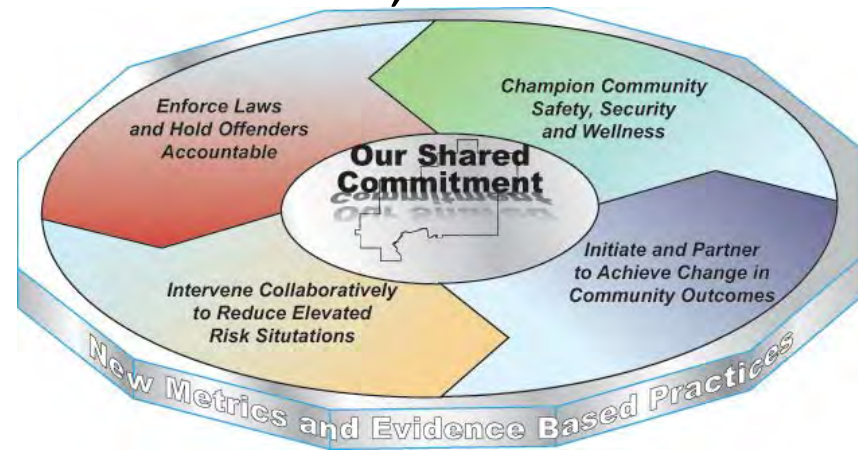 Enforce Laws
and Hold Offenders
Accountable
Champion Community
Safety, Security
and Wellness
Our Shared
Commitment
Initiate and Partner
to Achieve Change in
Community Outcomes
Intervene Collaboratively
to Reduce Elevated
Risk Situtations
New Metrics and Evidence Based Practices